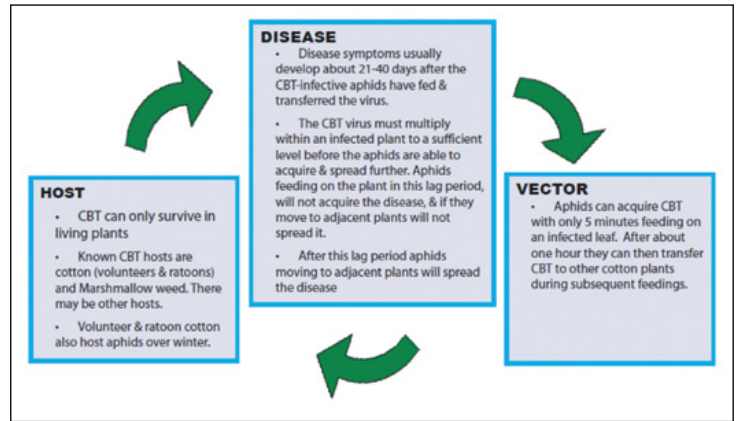 DISEASE
• Disease symptoms usually
develop about 21-40 days after the
CBT-infective aphids have fed &
transferred the virus.
• The CBT virus must multiply
within an infected plant to a sufficient
level before the aphids are able to
acquire & spread further. Aphids
feeding on the plant in this lag period,
will not acquire the disease, & if they
move to adjacent plants will not
spread it.
• After this lag period aphids
moving to adjacent plants will spread
the disease
HOST
• CBT can only survive in
living plants
• Known CBT hosts are
cotton (volunteers & ratoons)
and Marshmallow weed. There
may be other hosts.
• Volunteer & ratoon cotton
also host aphids over winter.
VECTOR
• Aphids can acquire CBT
with only 5 minutes feeding on
an infected leaf. After about
one hour they can then transfer
CBT to other cotton plants
during subsequent feedings.